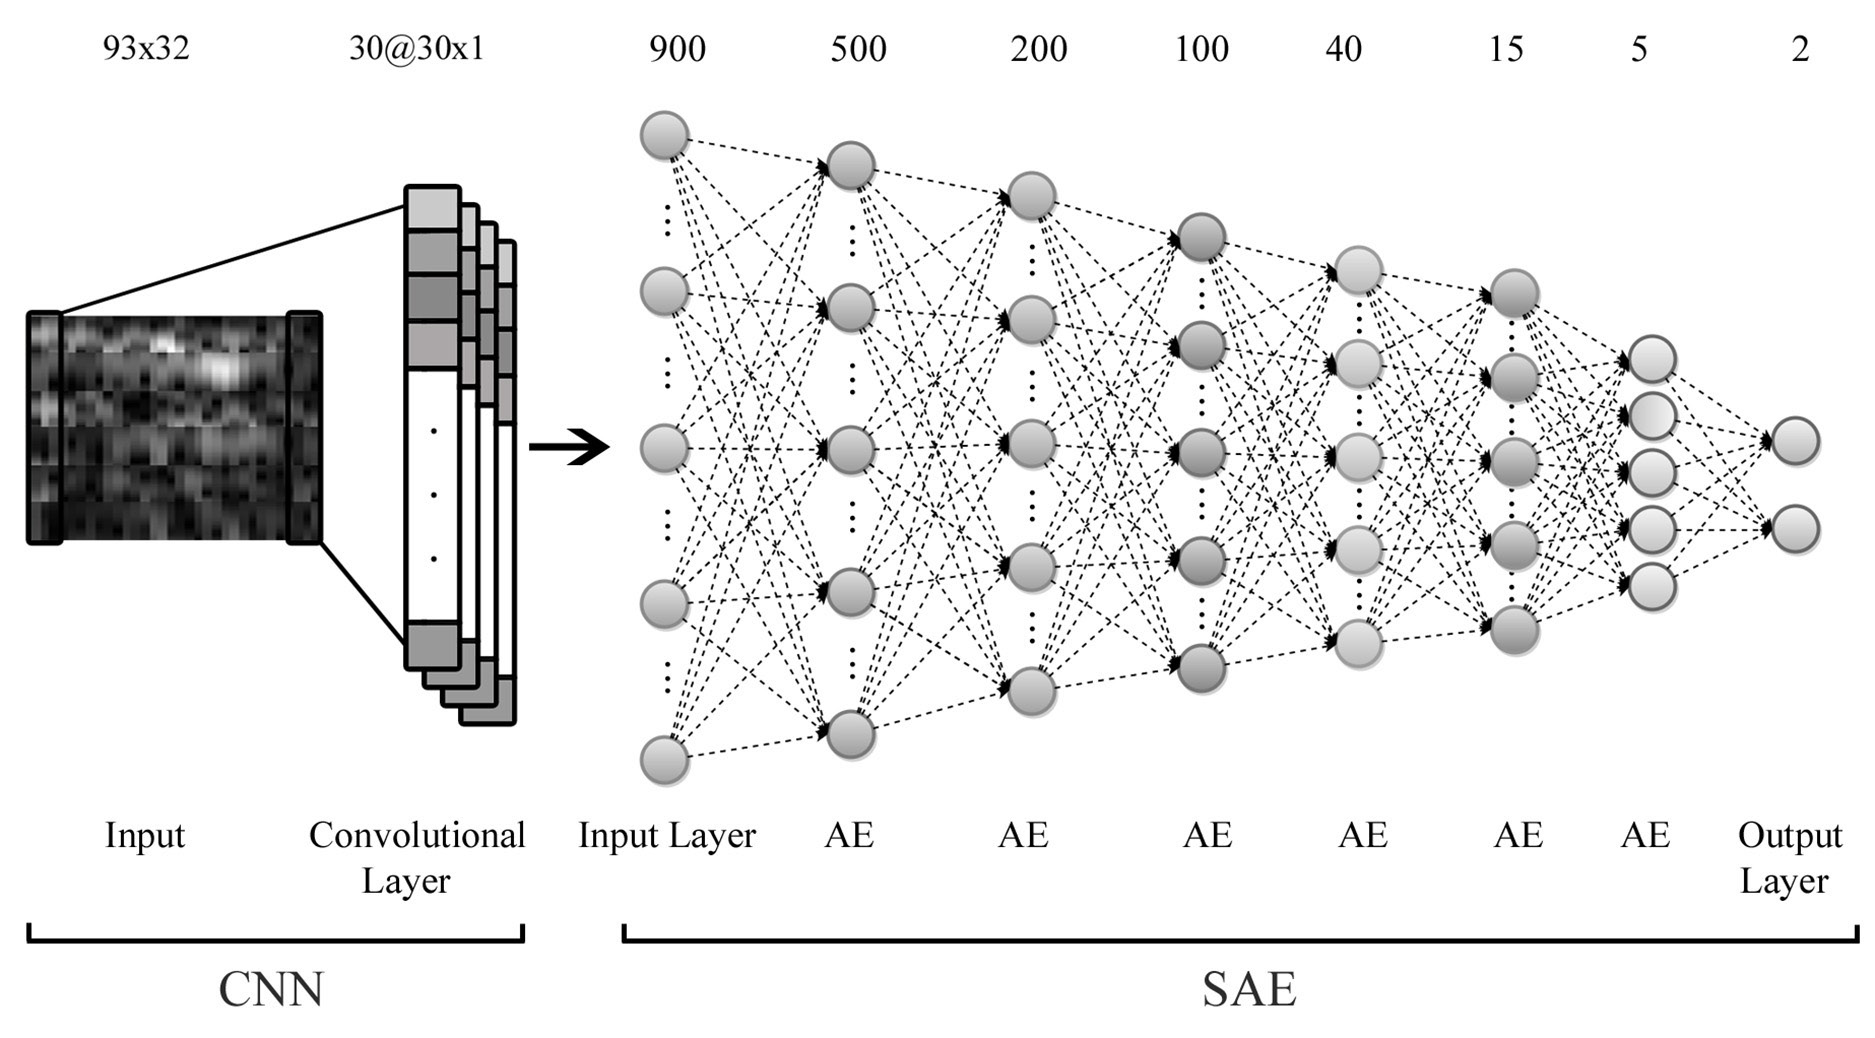 93x32 30@30x1 900 500 200 100 40 15 5 2
Input Convolutional Layer Input Layer AE AE AE AE AE AE Output Layer
CNN SAE